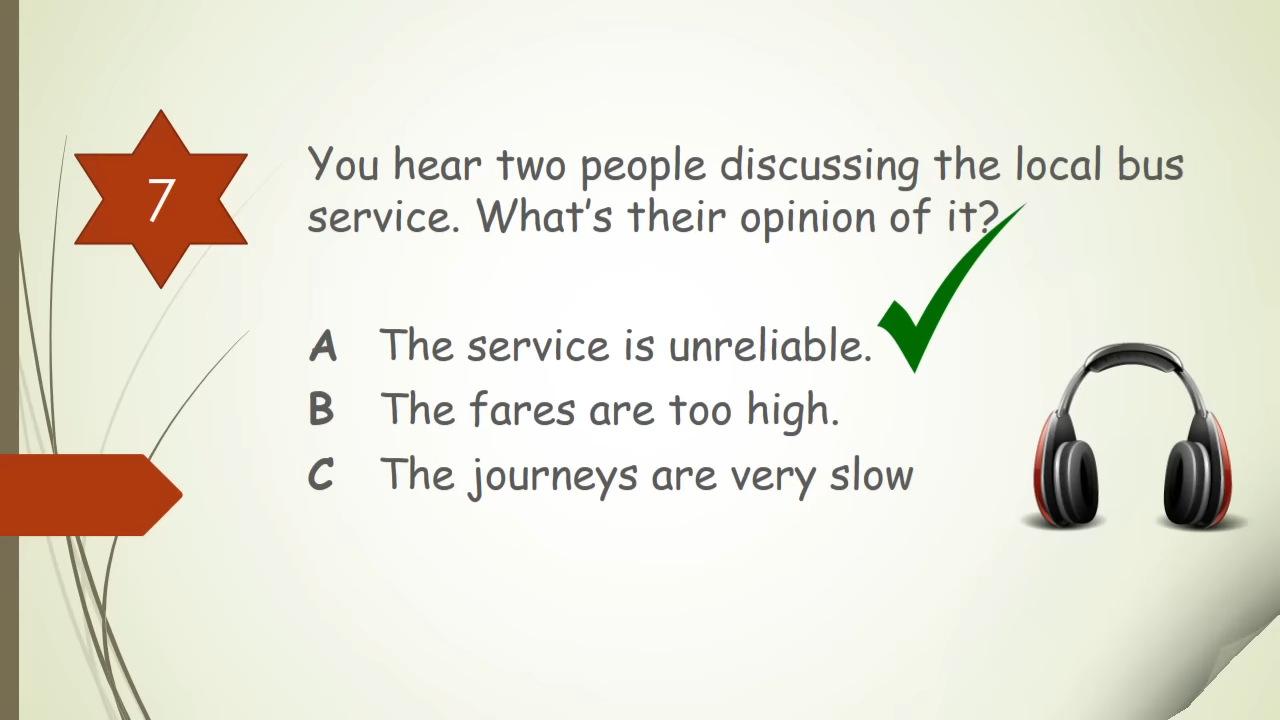 7
You hear two people discussing the local bus
service. What's their opinion of it?
A The service is unreliable.
B The fares are too high.
C The journeys are very slow